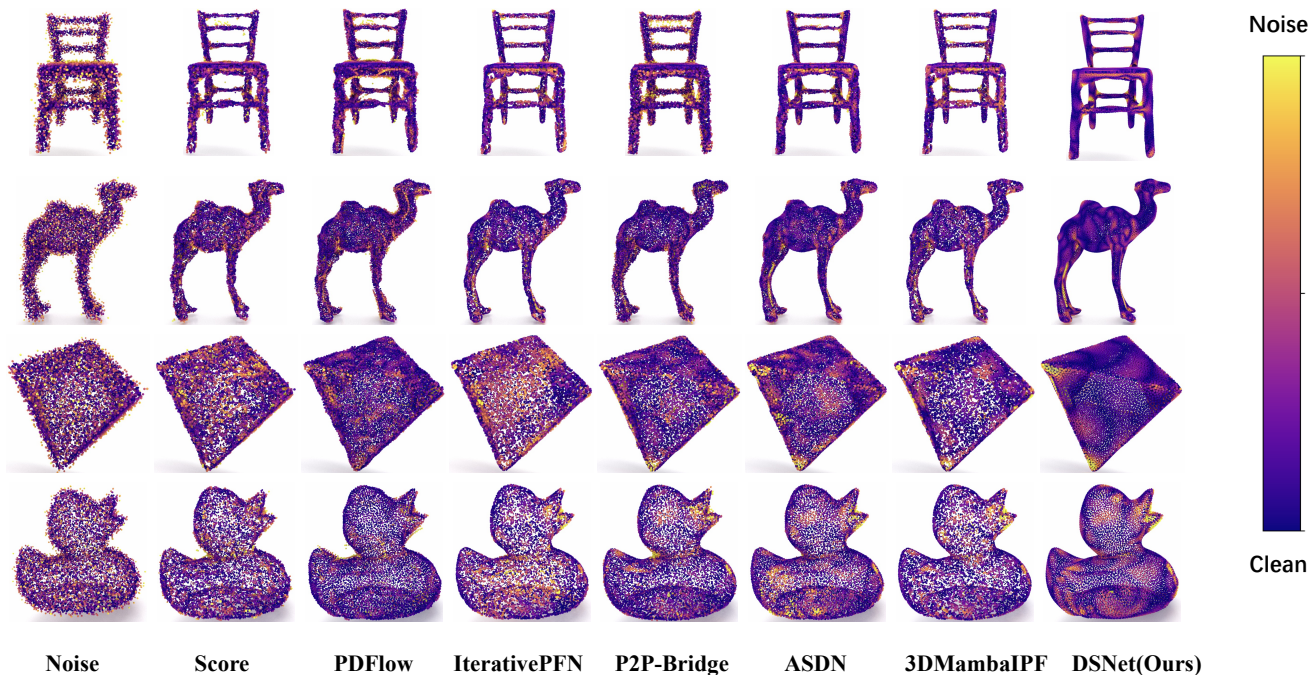 Noise
Clean
Noise Score PDFlow IterativePFN P2P-Bridge ASDN 3DMambaIPF DSNet(Ours)